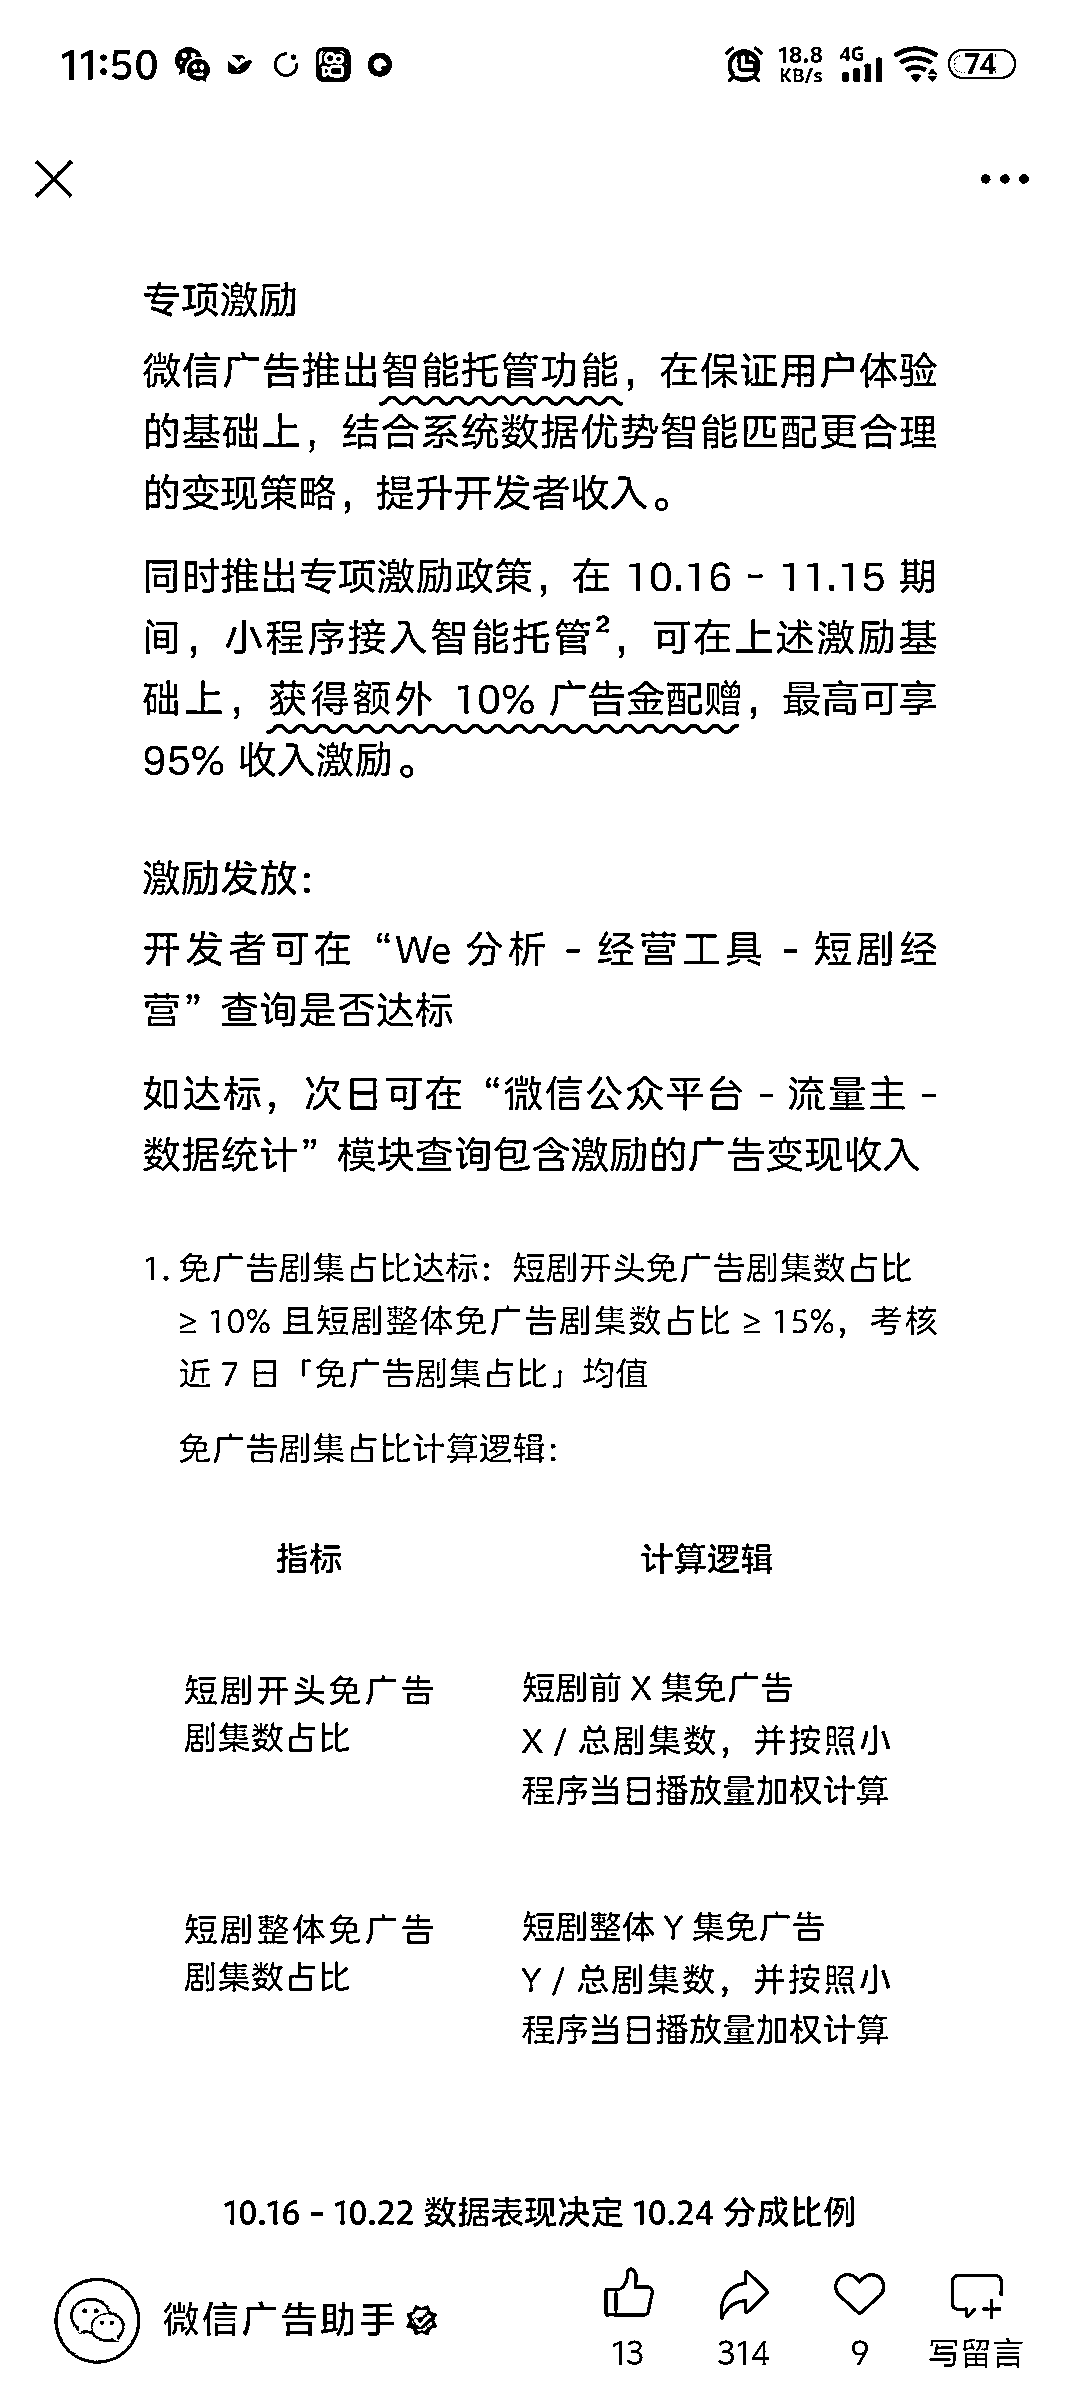 11:50
18.8 KB/s 4G 74
专项激励
微信广告推出智能托管功能，在保证用户体验
的基础上，结合系统数据优势智能匹配更合理
的变现策略，提升开发者收入。
同时推出专项激励政策，在 10.16 - 11.15 期
间，小程序接入智能托管²，可在上述激励基
础上，获得额外 10% 广告金配赠，最高可享
95% 收入激励。
激励发放：
开发者可在“We 分析 - 经营工具 - 短剧经
营”查询是否达标
如达标，次日可在“微信公众平台 - 流量主 -
数据统计”模块查询包含激励的广告变现收入
1. 免广告剧集占比达标：短剧开头免广告剧集数占比
≥ 10% 且短剧整体免广告剧集数占比 ≥ 15%，考核
近 7 日「免广告剧集占比」均值
免广告剧集占比计算逻辑：
指标 计算逻辑
短剧开头免广告
剧集数占比
短剧前 X 集免广告
X / 总剧集数，并按照小
程序当日播放量加权计算
短剧整体免广告
剧集数占比
短剧整体 Y 集免广告
Y / 总剧集数，并按照小
程序当日播放量加权计算
10.16 - 10.22 数据表现决定 10.24 分成比例
微信广告助手
13 314 9 写留言